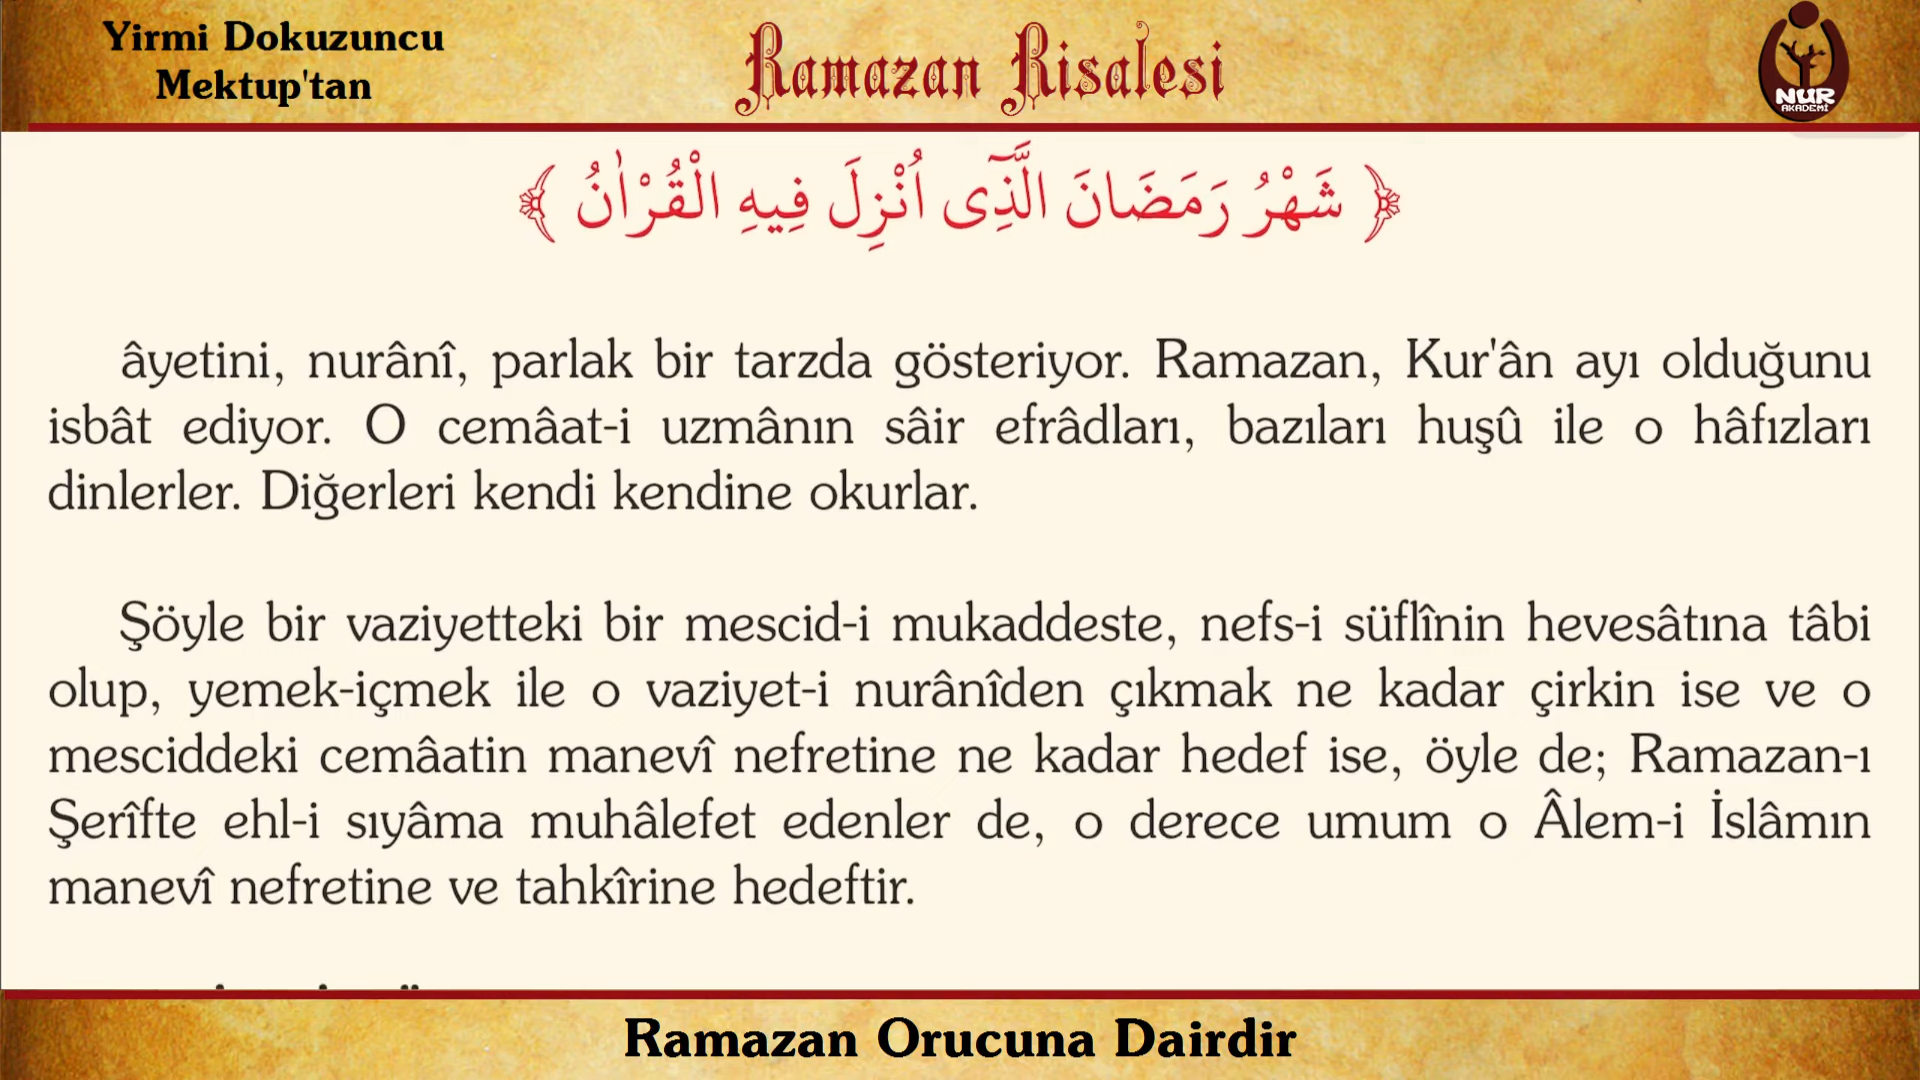 Yirmi Dokuzuncu
Mektup'tan
Ramazan Risalesi
NUR
AKADEMİ
﴿ شَهْرُ رَمَضَانَ الَّذِٓى اُنْزِلَ فِيهِ الْقُرْاٰنُ ﴾
âyetini, nurânî, parlak bir tarzda gösteriyor. Ramazan, Kur'ân ayı olduğunu
isbât ediyor. O cemâat-i uzmânın sâir efrâdları, bazıları huşû ile o hâfızları
dinlerler. Diğerleri kendi kendine okurlar.
Şöyle bir vaziyetteki bir mescid-i mukaddeste, nefs-i süflînin hevesâtına tâbi
olup, yemek-içmek ile o vaziyet-i nurânîden çıkmak ne kadar çirkin ise ve o
mesciddeki cemâatin manevî nefretine ne kadar hedef ise, öyle de; Ramazan-ı
Şerîfte ehl-i sıyâma muhâlefet edenler de, o derece umum o Âlem-i İslâmın
manevî nefretine ve tahkîrine hedeftir.
Ramazan Orucuna Dairdir